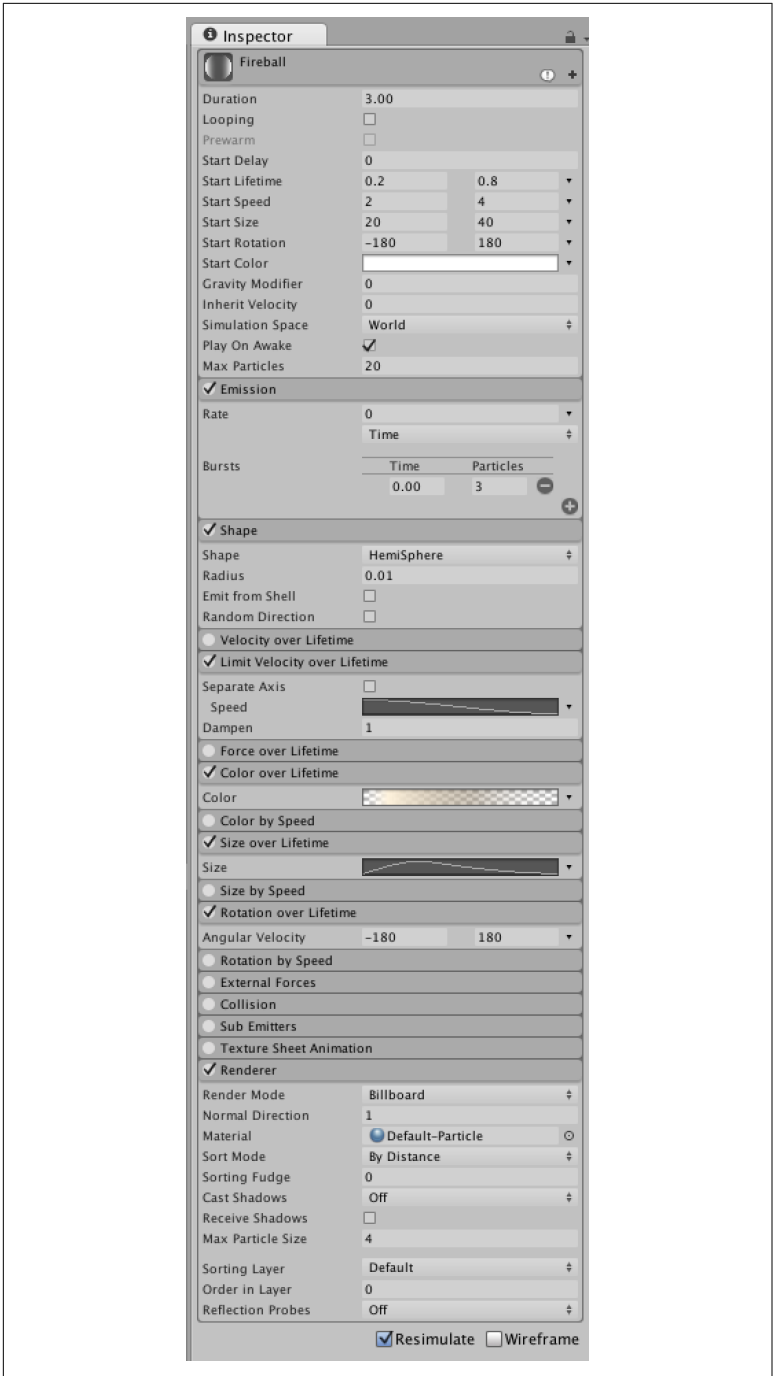 Inspector
Fireball
Duration 3.00
Looping
Prewarm
Start Delay 0
Start Lifetime 0.2 0.8
Start Speed 2 4
Start Size 20 40
Start Rotation -180 180
Start Color
Gravity Modifier 0
Inherit Velocity 0
Simulation Space World
Play On Awake
Max Particles 20
Emission
Rate 0
Time
Bursts Time Particles
0.00 3
Shape
Shape HemiSphere
Radius 0.01
Emit from Shell
Random Direction
Velocity over Lifetime
Limit Velocity over Lifetime
Separate Axis
Speed
Dampen 1
Force over Lifetime
Color over Lifetime
Color
Color by Speed
Size over Lifetime
Size
Size by Speed
Rotation over Lifetime
Angular Velocity -180 180
Rotation by Speed
External Forces
Collision
Sub Emitters
Texture Sheet Animation
Renderer
Render Mode Billboard
Normal Direction 1
Material Default-Particle
Sort Mode By Distance
Sorting Fudge 0
Cast Shadows Off
Receive Shadows
Max Particle Size 4
Sorting Layer Default
Order in Layer 0
Reflection Probes Off
Resimulate Wireframe